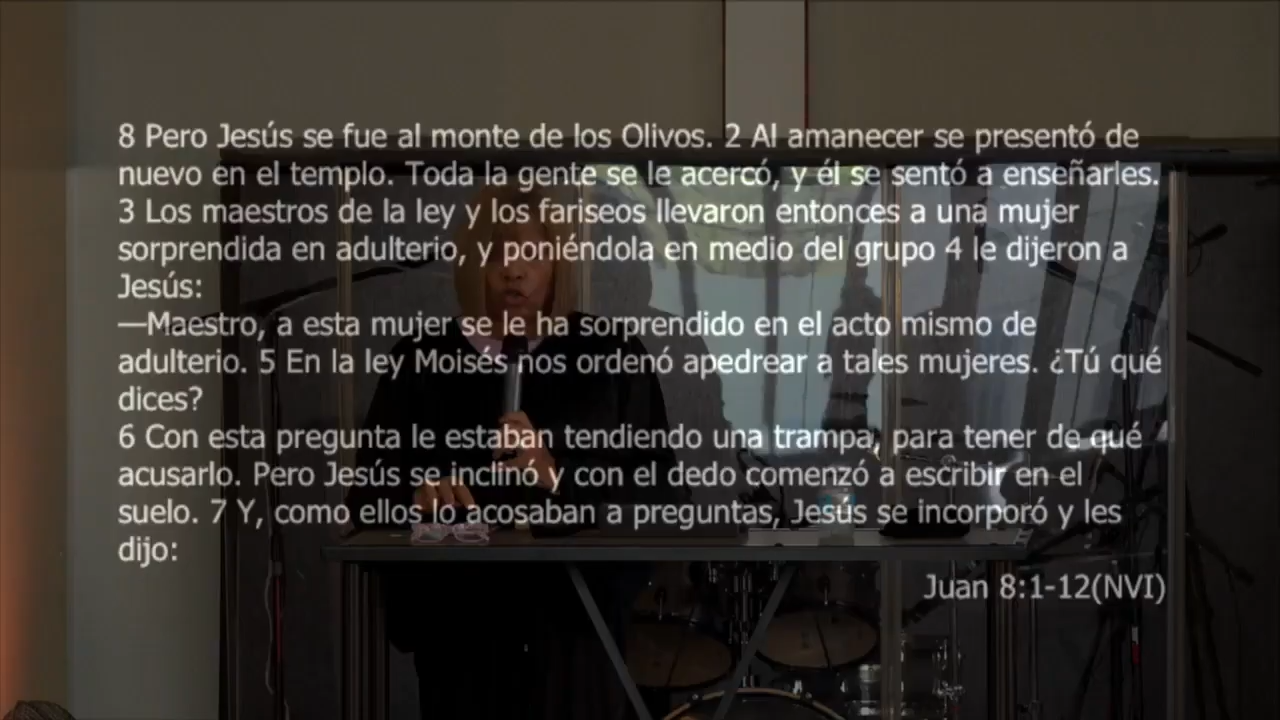 8 Pero Jesús se fue al monte de los Olivos. 2 Al amanecer se presentó de
nuevo en el templo. Toda la gente se le acercó, y él se sentó a enseñarles.
3 Los maestros de la ley y los fariseos llevaron entonces a una mujer
sorprendida en adulterio, y poniéndola en medio del grupo 4 le dijeron a
Jesús:
—Maestro, a esta mujer se le ha sorprendido en el acto mismo de
adulterio. 5 En la ley Moisés nos ordenó apedrear a tales mujeres. ¿Tú qué
dices?
6 Con esta pregunta le estaban tendiendo una trampa, para tener de qué
acusarlo. Pero Jesús se inclinó y con el dedo comenzó a escribir en el
suelo. 7 Y, como ellos lo acosaban a preguntas, Jesús se incorporó y les
dijo:
Juan 8:1-12(NVI)